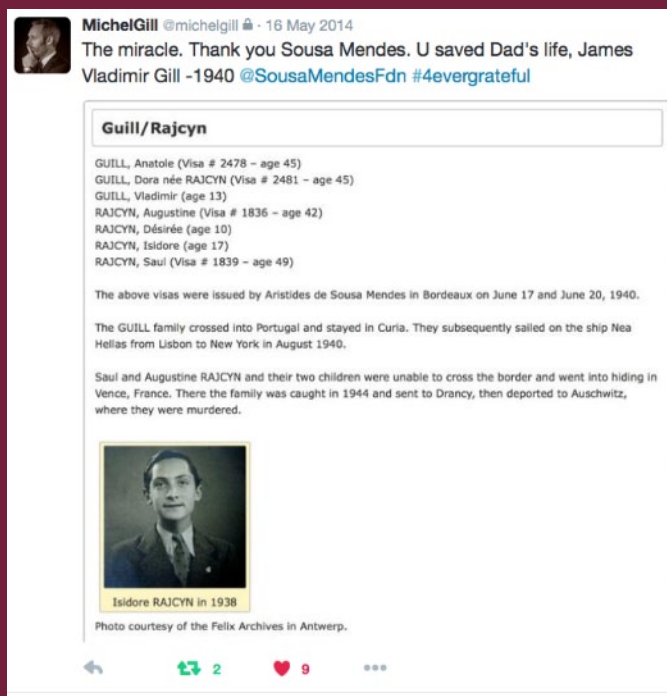 MichelGill @michelgill · 16 May 2014
The miracle. Thank you Sousa Mendes. U saved Dad's life, James
Vladimir Gill -1940 @SousaMendesFdn #4evergrateful
Guill/Rajcyn
GUILL, Anatole (Visa # 2478 – age 45)
GUILL, Dora née RAJCYN (Visa # 2481 – age 45)
GUILL, Vladimir (age 13)
RAJCYN, Augustine (Visa # 1836 – age 42)
RAJCYN, Désirée (age 10)
RAJCYN, Isidore (age 17)
RAJCYN, Saul (Visa # 1839 – age 49)
The above visas were issued by Aristides de Sousa Mendes in Bordeaux on June 17 and June 20, 1940.
The GUILL family crossed into Portugal and stayed in Curia. They subsequently sailed on the ship Nea
Hellas from Lisbon to New York in August 1940.
Saul and Augustine RAJCYN and their two children were unable to cross the border and went into hiding in
Vence, France. There the family was caught in 1944 and sent to Drancy, then deported to Auschwitz,
where they were murdered.
Isidore RAJCYN in 1938
Photo courtesy of the Felix Archives in Antwerp.
2 9